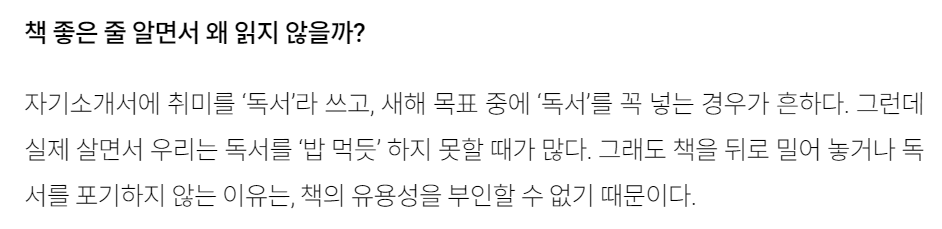 책 좋은 줄 알면서 왜 읽지 않을까?
자기소개서에 취미를 ‘독서’라 쓰고, 새해 목표 중에 ‘독서’를 꼭 넣는 경우가 흔하다. 그런데
실제 살면서 우리는 독서를 ‘밥 먹듯’ 하지 못할 때가 많다. 그래도 책을 뒤로 밀어 놓거나 독
서를 포기하지 않는 이유는, 책의 유용성을 부인할 수 없기 때문이다.